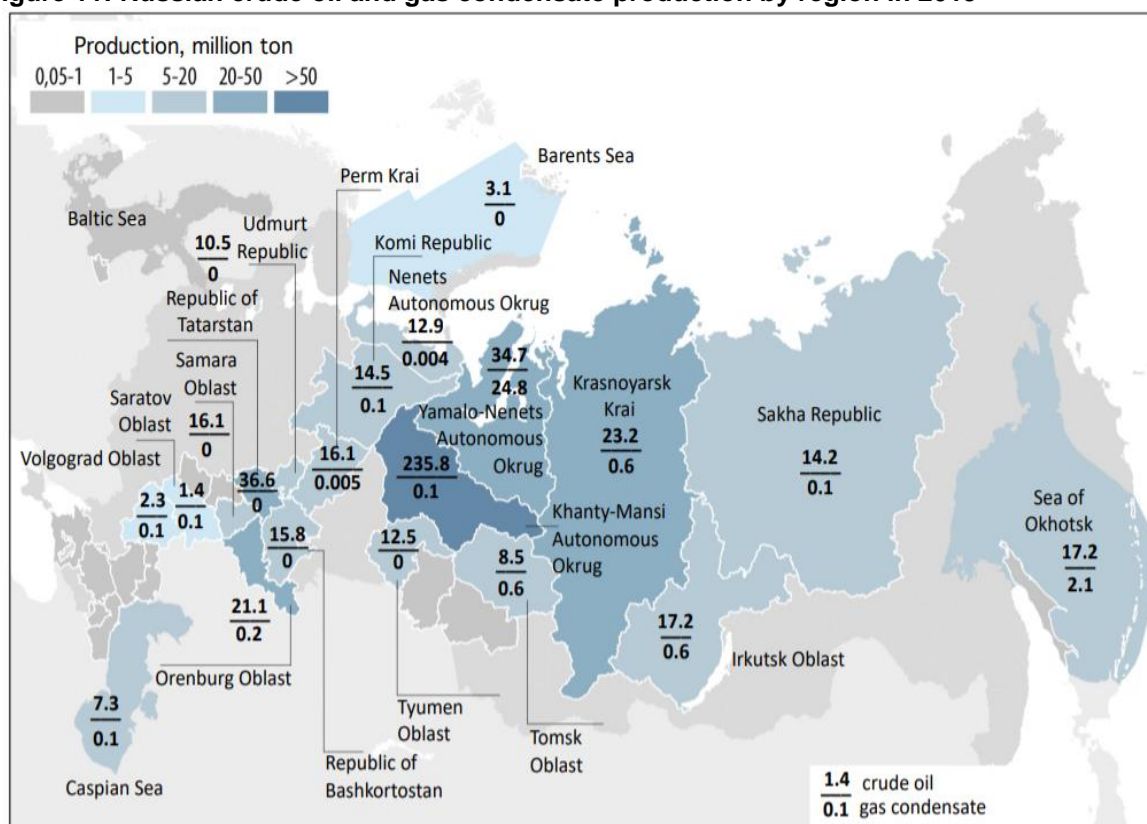 Production, million ton
0,05-1 1-5 5-20 20-50 >50
Barents Sea
3.1
0
Perm Krai
Baltic Sea
10.5
0
Udmurt
Republic
Komi Republic
Nenets
Autonomous Okrug
12.9
0.004
Republic of
Tatarstan
Samara
Oblast
Saratov
Oblast
16.1
0
Volgograd Oblast
2.3
0.1
1.4
0.1
36.6
0
14.5
0.1
16.1
0.005
34.7
24.8
Yamalo-Nenets
Autonomous
Okrug
Krasnoyarsk
Krai
23.2
0.6
Sakha Republic
14.2
0.1
Sea of
Okhotsk
17.2
2.1
235.8
0.1
Khanty-Mansi
Autonomous
Okrug
15.8
0
12.5
0
8.5
0.6
21.1
0.2
Orenburg Oblast
17.2
0.6
Irkutsk Oblast
7.3
0.1
Caspian Sea
Tyumen
Oblast
Tomsk
Oblast
Republic of
Bashkortostan
1.4 crude oil
0.1 gas condensate